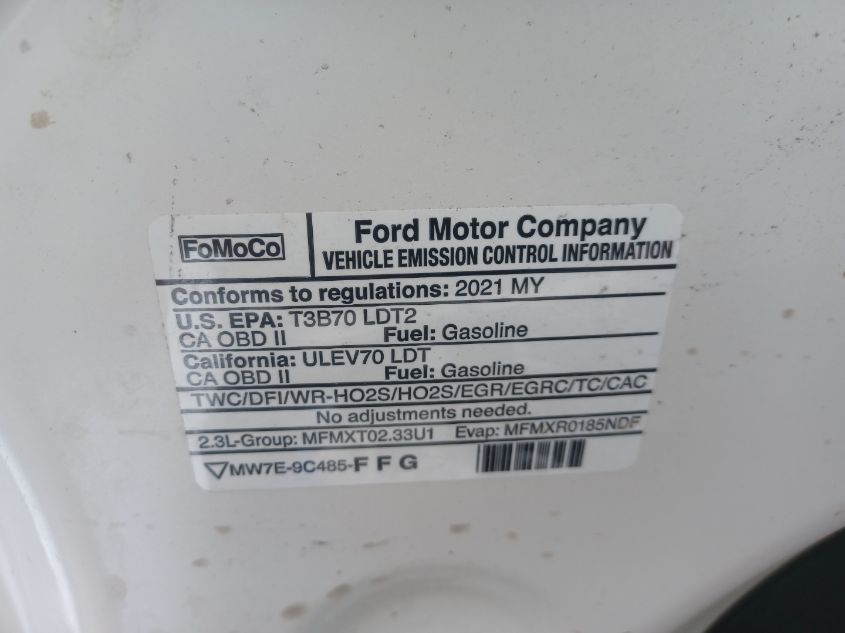 FoMoCo
Ford Motor Company
VEHICLE EMISSION CONTROL INFORMATION
Conforms to regulations: 2021 MY
U.S. EPA: T3B70 LDT2
CA OBD II Fuel: Gasoline
California: ULEV70 LDT
CA OBD II Fuel: Gasoline
TWC/DFI/WR-HO2S/HO2S/EGR/EGRC/TC/CAC
No adjustments needed.
2.3L-Group: MFMXT02.33U1 Evap: MFMXR0185NDF
▽MW7E-9C485-F F G